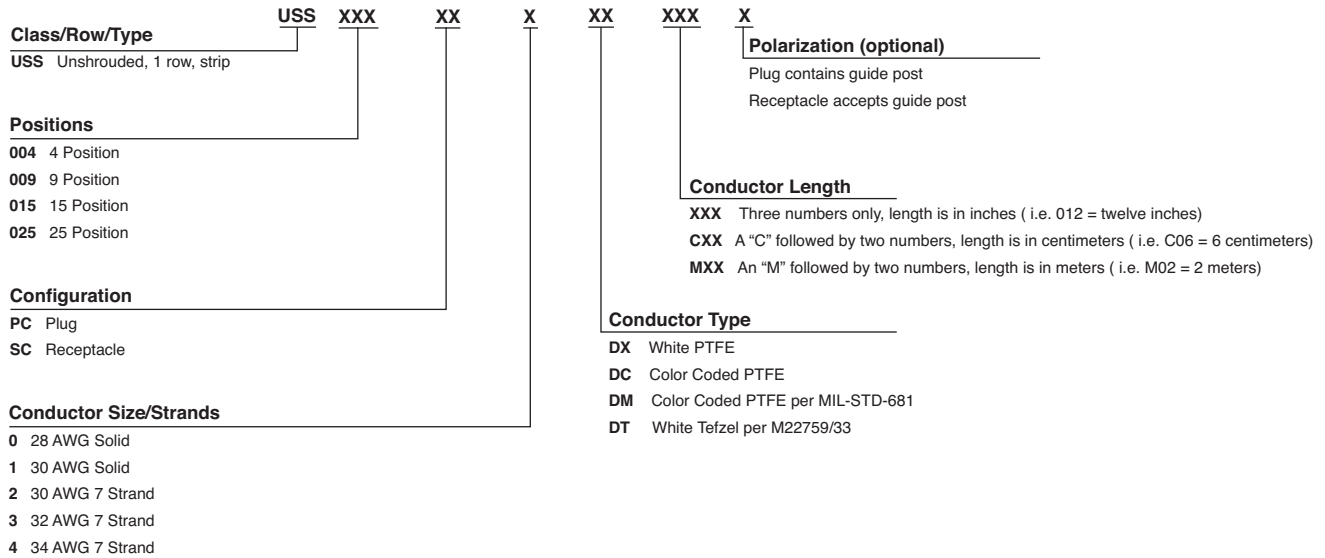 USS XXX XX X XX XXX X
Class/Row/Type
USS Unshrouded, 1 row, strip
Positions
004 4 Position
009 9 Position
015 15 Position
025 25 Position
Configuration
PC Plug
SC Receptacle
Conductor Size/Strands
0 28 AWG Solid
1 30 AWG Solid
2 30 AWG 7 Strand
3 32 AWG 7 Strand
4 34 AWG 7 Strand
Polarization (optional)
Plug contains guide post
Receptacle accepts guide post
Conductor Length
XXX Three numbers only, length is in inches ( i.e. 012 = twelve inches)
CXX A “C” followed by two numbers, length is in centimeters ( i.e. C06 = 6 centimeters)
MXX An “M” followed by two numbers, length is in meters ( i.e. M02 = 2 meters)
Conductor Type
DX White PTFE
DC Color Coded PTFE
DM Color Coded PTFE per MIL-STD-681
DT White Tefzel per M22759/33